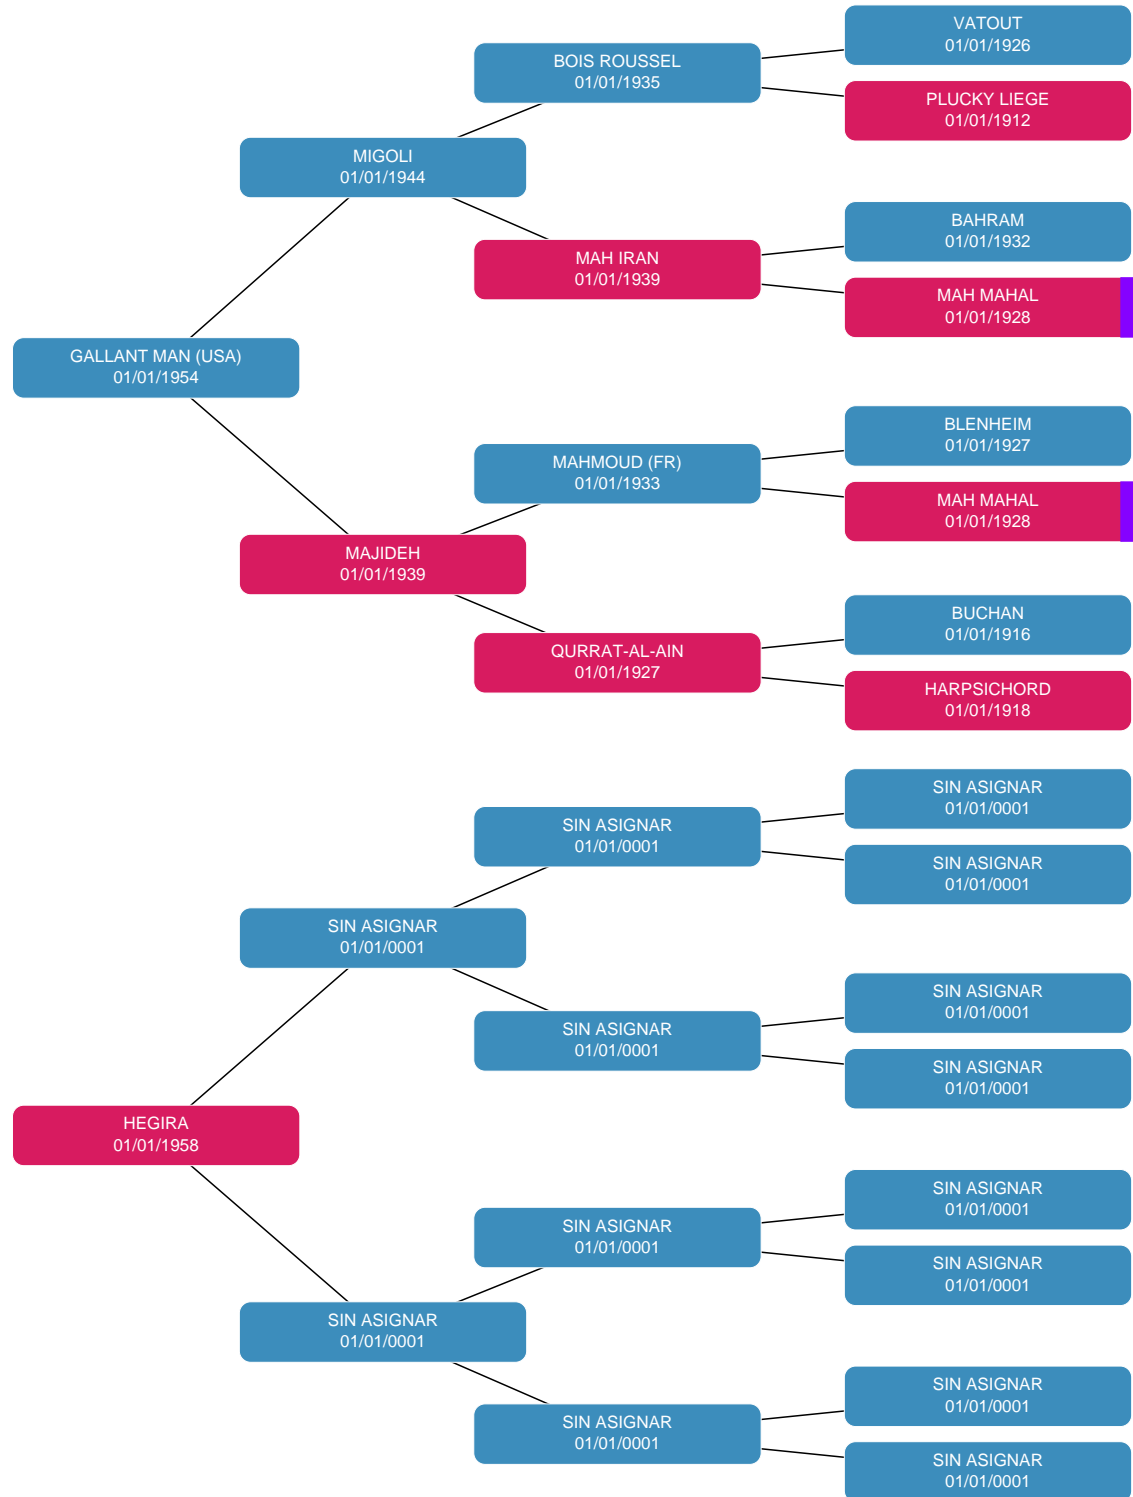 VATOUT
01/01/1926
BOIS ROUSSEL
01/01/1935
PLUCKY LIEGE
01/01/1912
MIGOLI
01/01/1944
BAHRAM
01/01/1932
MAH IRAN
01/01/1939
MAH MAHAL
01/01/1928
GALLANT MAN (USA)
01/01/1954
BLENHEIM
01/01/1927
MAHMOUD (FR)
01/01/1933
MAH MAHAL
01/01/1928
MAJIDEH
01/01/1939
BUCHAN
01/01/1916
QURRAT-AL-AIN
01/01/1927
HARPSICHORD
01/01/1918
SIN ASIGNAR
01/01/0001
SIN ASIGNAR
01/01/0001
SIN ASIGNAR
01/01/0001
SIN ASIGNAR
01/01/0001
SIN ASIGNAR
01/01/0001
SIN ASIGNAR
01/01/0001
SIN ASIGNAR
01/01/0001
HEGIRA
01/01/1958
SIN ASIGNAR
01/01/0001
SIN ASIGNAR
01/01/0001
SIN ASIGNAR
01/01/0001
SIN ASIGNAR
01/01/0001
SIN ASIGNAR
01/01/0001
SIN ASIGNAR
01/01/0001
SIN ASIGNAR
01/01/0001